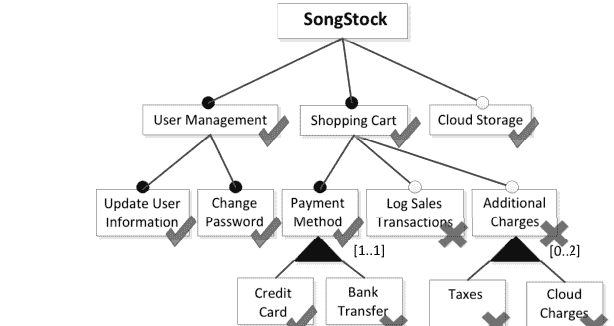 SongStock
User Management
Shopping Cart
Cloud Storage
Update User
Information
Change
Password
Payment
Method
Log Sales
Transactions
Additional
Charges
[1..1]
[0..2]
Credit
Card
Bank
Transfer
Taxes
Cloud
Charges